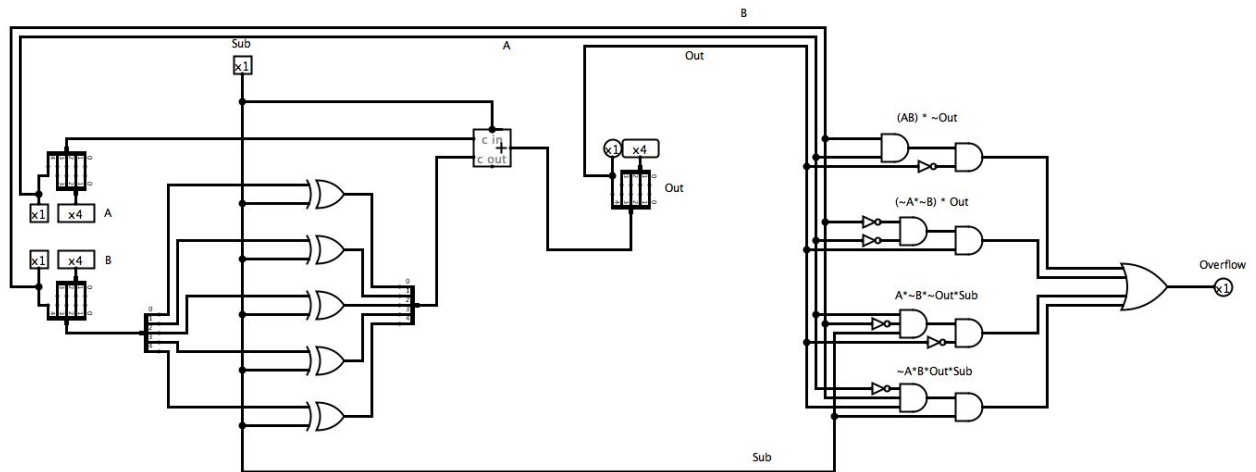 B
Sub
A
Out
x1
(AB) * ~Out
c in
+
c out
x1 x4
Out
x1 x4 A
(~A*~B) * Out
x1 x4 B
Overflow
x1
A*~B*~Out*Sub
~A*B*Out*Sub
Sub